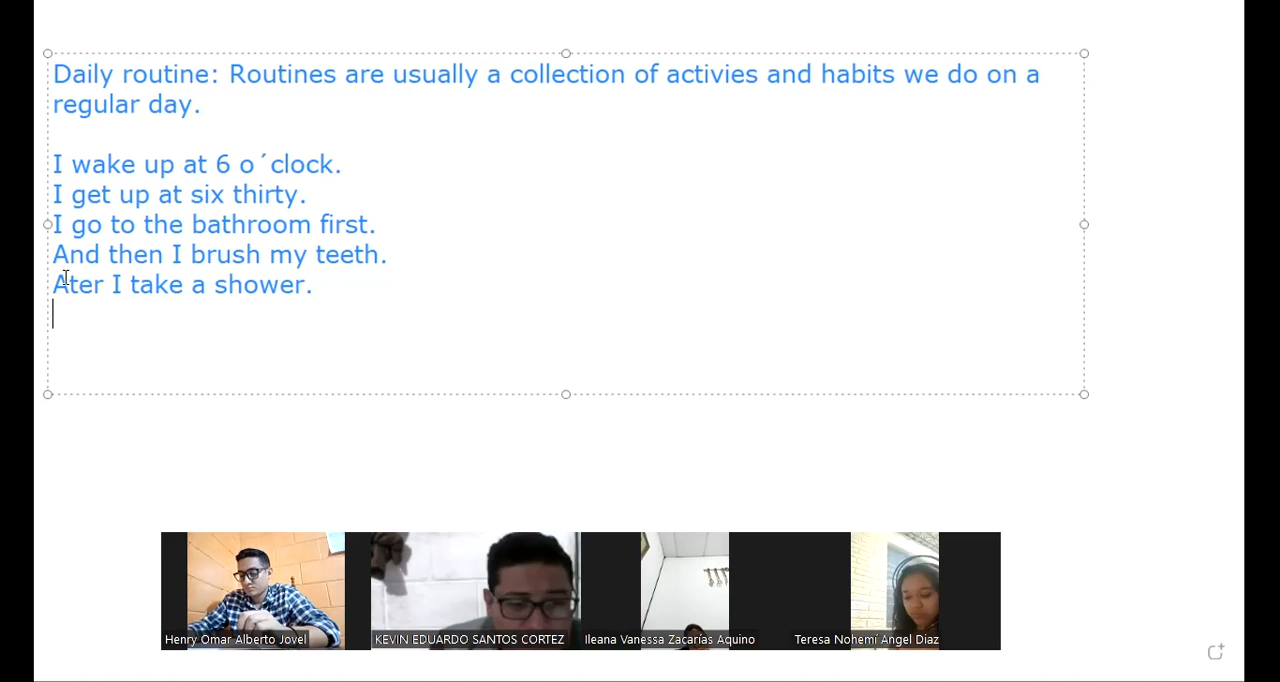 Daily routine: Routines are usually a collection of activies and habits we do on a
regular day.
I wake up at 6 o´clock.
I get up at six thirty.
I go to the bathroom first.
And then I brush my teeth.
Ater I take a shower.
Henry Omar Alberto Jovel
KEVIN EDUARDO SANTOS CORTEZ
Ileana Vanessa Zacarías Aquino
Teresa Nohemí Angel Diaz